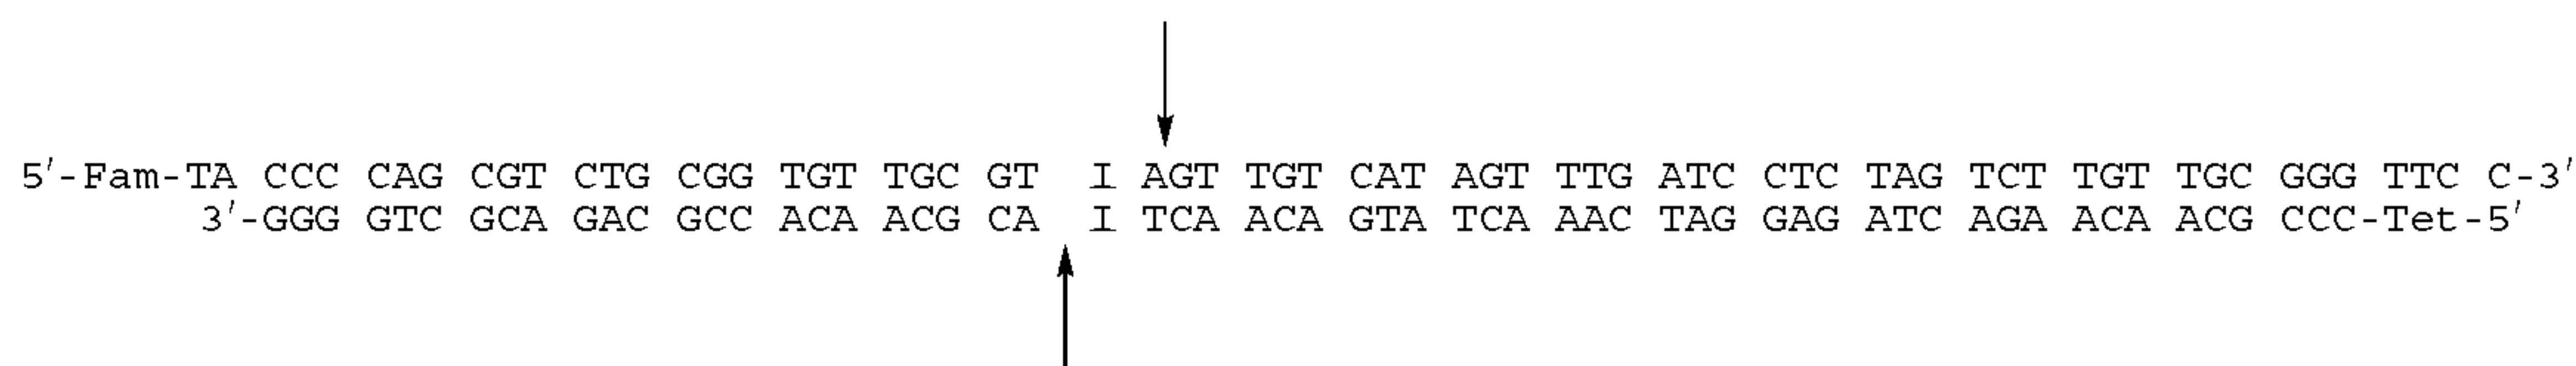 5′-Fam-TA CCC CAG CGT CTG CGG TGT TGC GT I AGT TGT CAT AGT TTG ATC CTC TAG TCT TGT TGC GGG TTC C-3′
3′-GGG GTC GCA GAC GCC ACA ACG CA I TCA ACA GTA TCA AAC TAG GAG ATC AGA ACA ACG CCC-Tet-5′